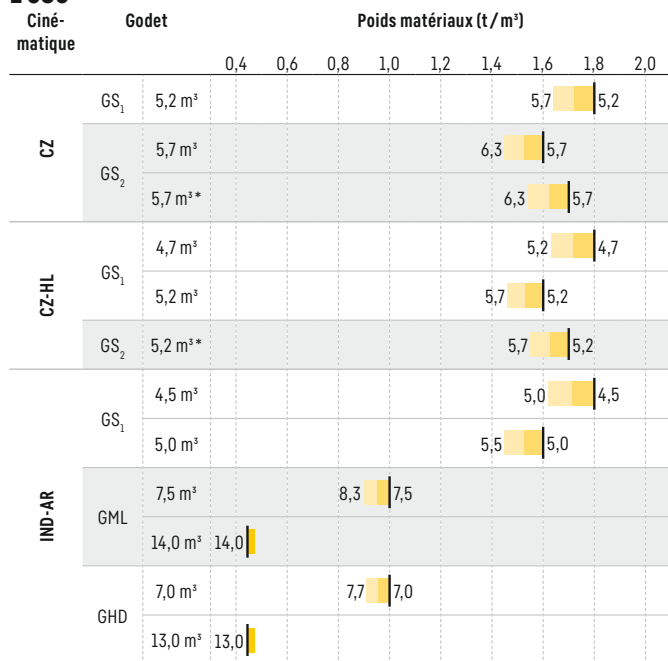 Ciné-
matique Godet Poids matériaux (t / m³)
0,4 0,6 0,8 1,0 1,2 1,4 1,6 1,8 2,0
CZ
GS₁ 5,2 m³ 5,7 5,2
GS₂
5,7 m³ 6,3 5,7
5,7 m³* 6,3 5,7
CZ-HL
GS₁
4,7 m³ 5,2 4,7
5,2 m³ 5,7 5,2
GS₂ 5,2 m³* 5,7 5,2
IND-AR
GS₁
4,5 m³ 5,0 4,5
5,0 m³ 5,5 5,0
GML
7,5 m³ 8,3 7,5
14,0 m³ 14,0
GHD
7,0 m³ 7,7 7,0
13,0 m³ 13,0